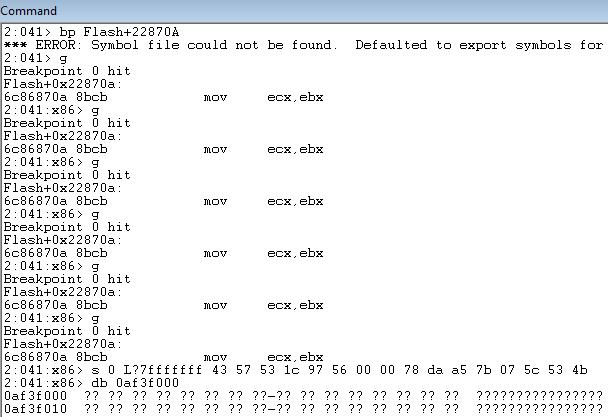 Command
2:041> bp Flash+22870A
*** ERROR: Symbol file could not be found.  Defaulted to export symbols for
2:041> g
Breakpoint 0 hit
Flash+0x22870a:
6c86870a 8bcb            mov     ecx,ebx
2:041:x86> g
Breakpoint 0 hit
Flash+0x22870a:
6c86870a 8bcb            mov     ecx,ebx
2:041:x86> g
Breakpoint 0 hit
Flash+0x22870a:
6c86870a 8bcb            mov     ecx,ebx
2:041:x86> g
Breakpoint 0 hit
Flash+0x22870a:
6c86870a 8bcb            mov     ecx,ebx
2:041:x86> g
Breakpoint 0 hit
Flash+0x22870a:
6c86870a 8bcb            mov     ecx,ebx
2:041:x86> g
Breakpoint 0 hit
Flash+0x22870a:
6c86870a 8bcb            mov     ecx,ebx
2:041:x86> s 0 L?7fffffff 43 57 53 1c 97 56 00 00 78 da a5 7b 07 5c 53 4b
2:041:x86> db 0af3f000
0af3f000  ?? ?? ?? ?? ?? ?? ?? ??-?? ?? ?? ?? ?? ?? ?? ??  ????????????????
0af3f010  ?? ?? ?? ?? ?? ?? ?? ??-?? ?? ?? ?? ?? ?? ?? ??  ????????????????